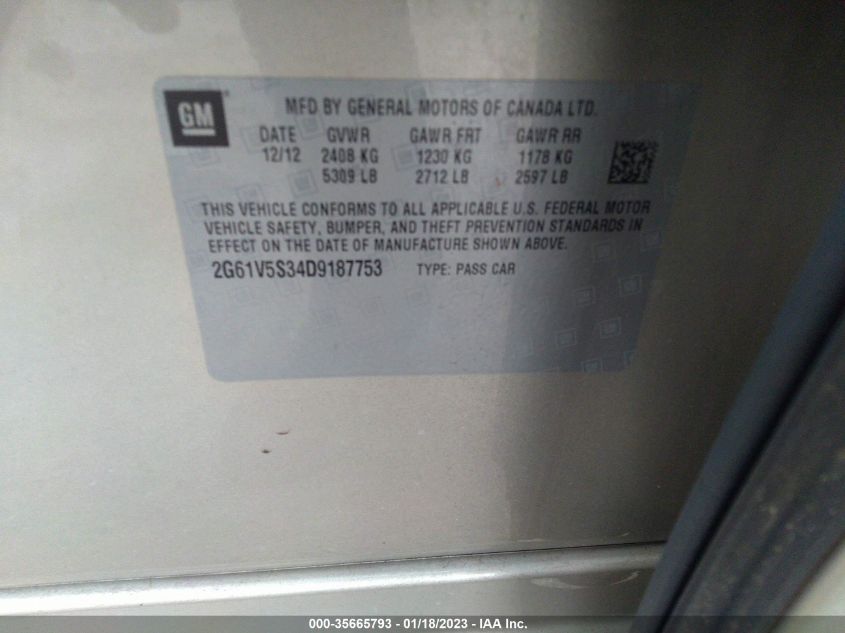 GM
MFD BY GENERAL MOTORS OF CANADA LTD.
DATE GVWR GAWR FRT GAWR RR
12/12 2408 KG 1230 KG 1178 KG
5309 LB 2712 LB 2597 LB
THIS VEHICLE CONFORMS TO ALL APPLICABLE U.S. FEDERAL MOTOR
VEHICLE SAFETY, BUMPER, AND THEFT PREVENTION STANDARDS IN
EFFECT ON THE DATE OF MANUFACTURE SHOWN ABOVE.
2G61V5S34D9187753 TYPE: PASS CAR
000-35665793 - 01/18/2023 - IAA Inc.